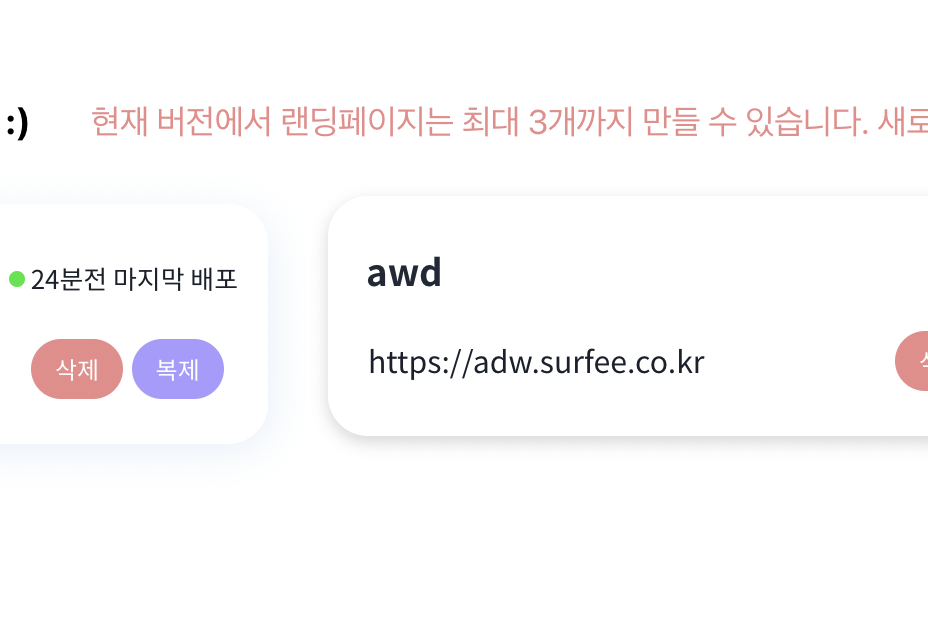 :) 현재 버전에서 랜딩페이지는 최대 3개까지 만들 수 있습니다. 새로
24분전 마지막 배포
삭제 복제
awd
https://adw.surfee.co.kr